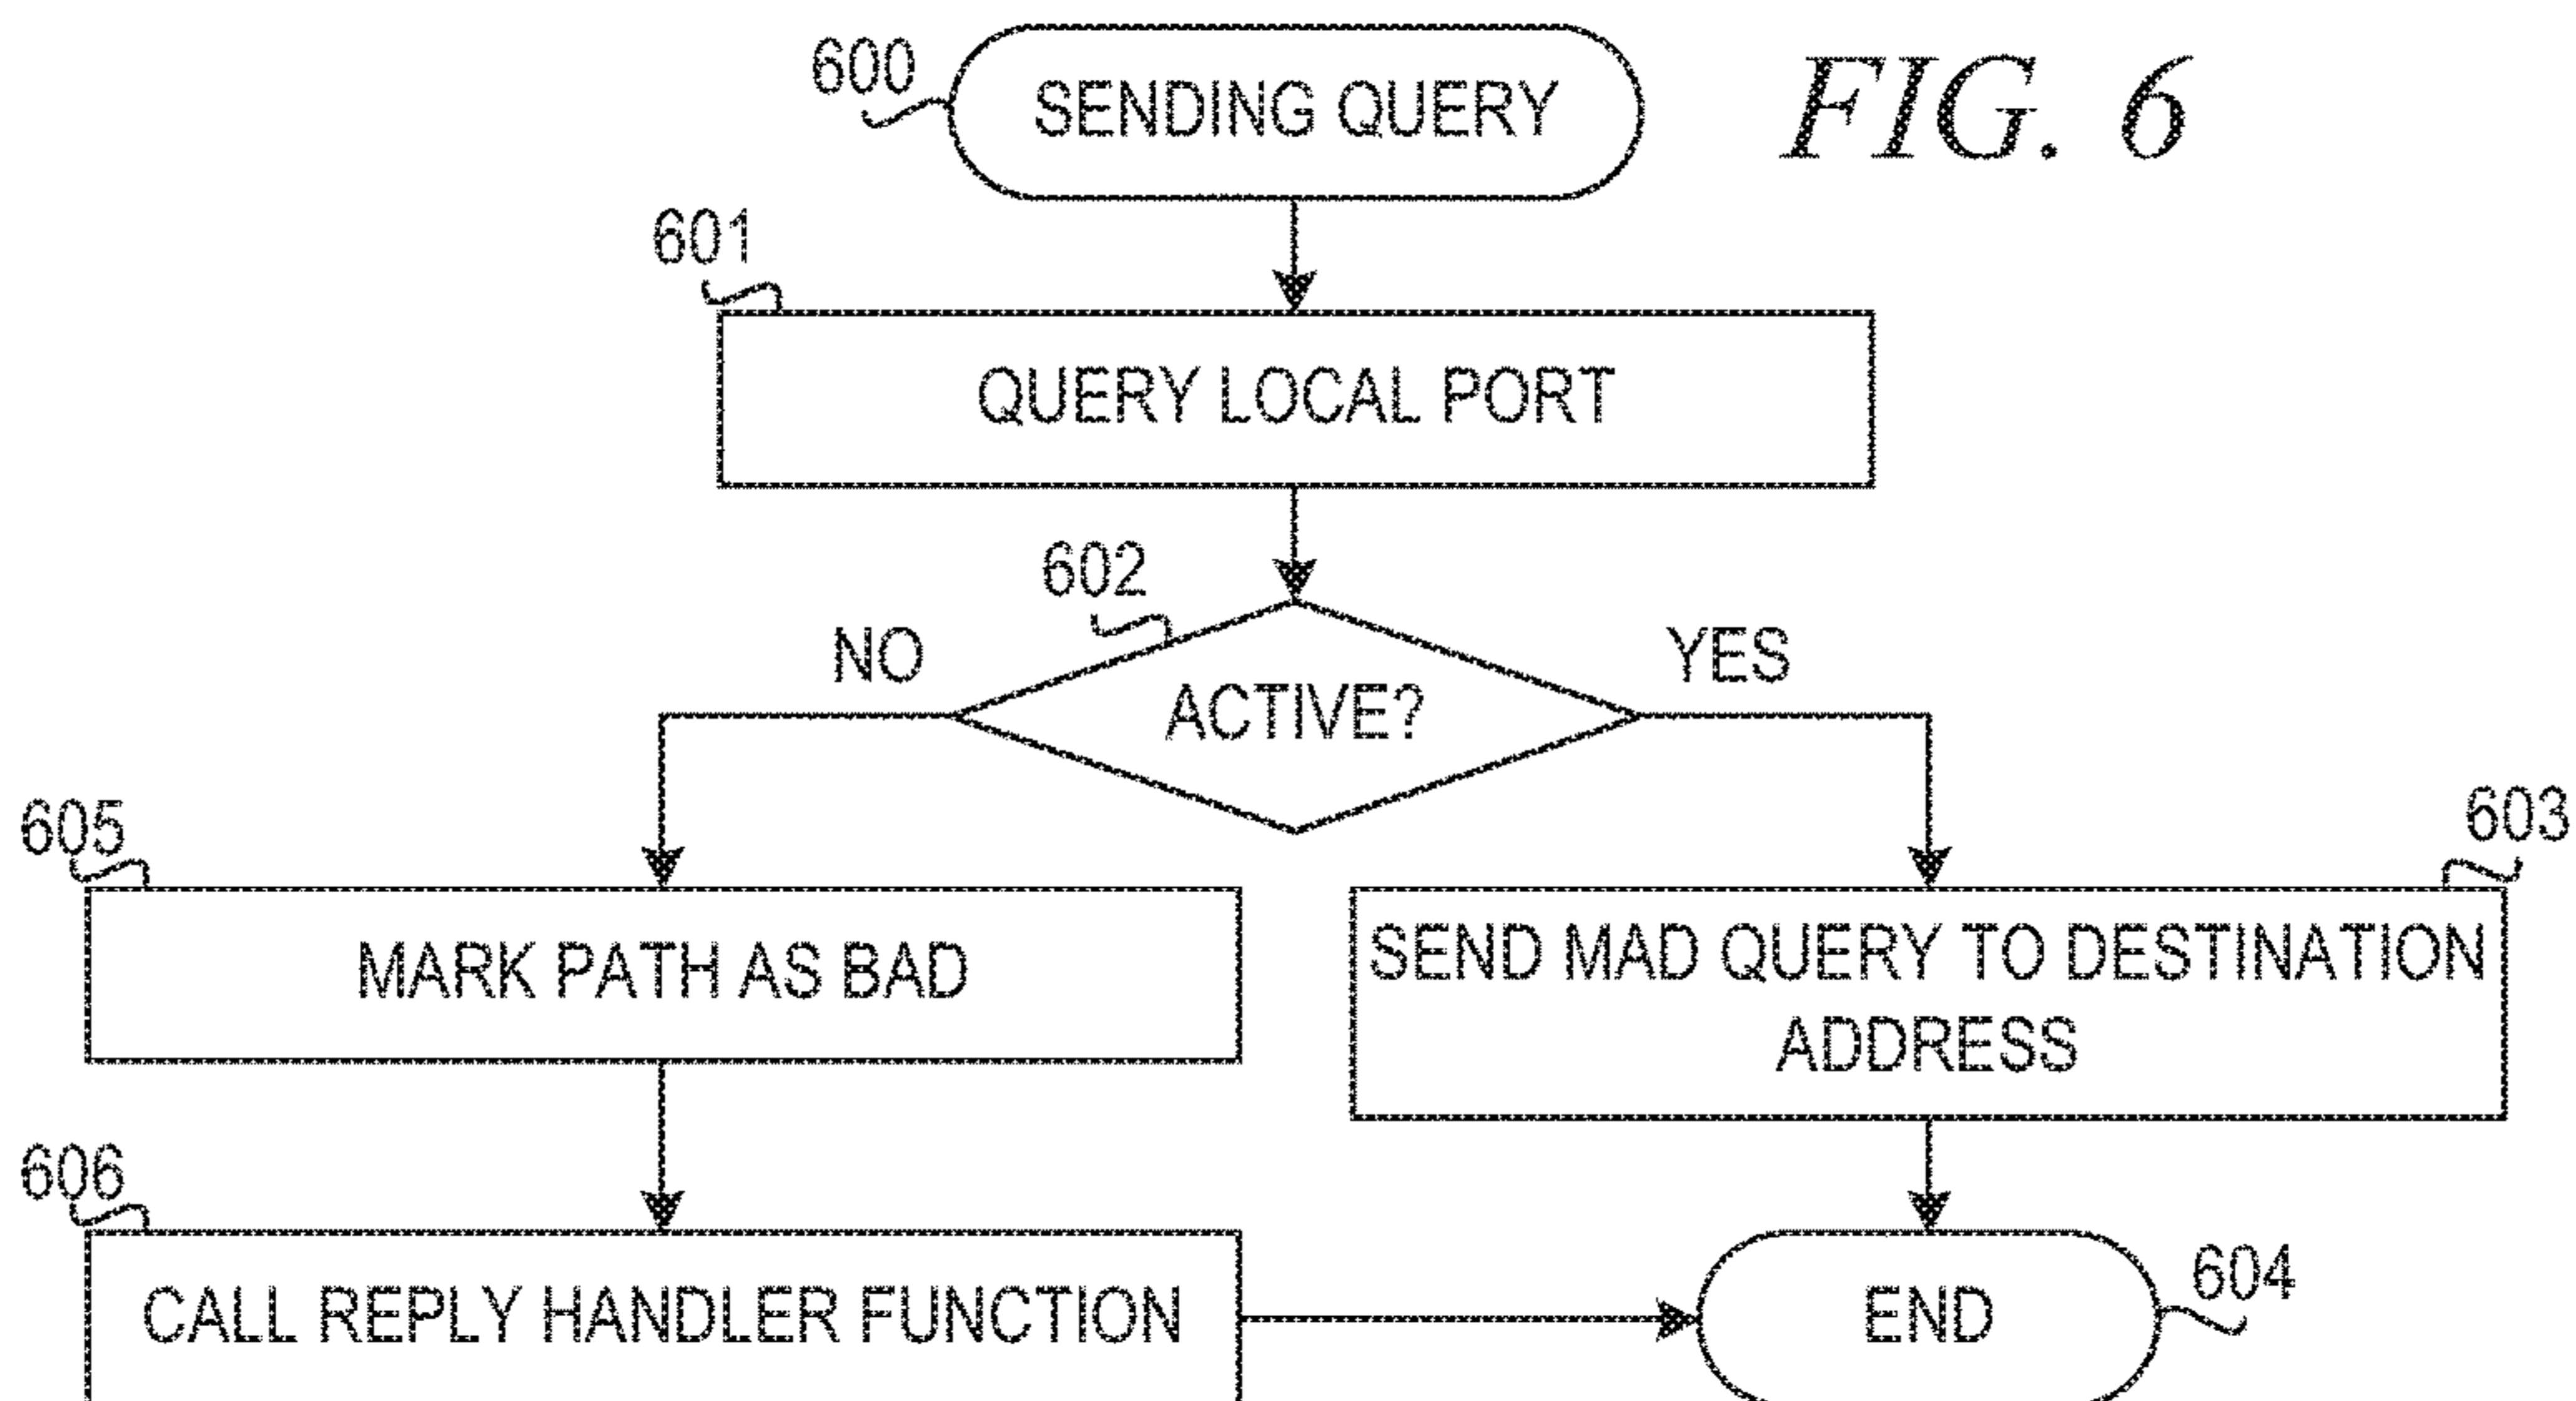 600
SENDING QUERY
FIG. 6
601
QUERY LOCAL PORT
602
NO
YES
ACTIVE?
605
603
MARK PATH AS BAD
SEND MAD QUERY TO DESTINATION
ADDRESS
606
CALL REPLY HANDLER FUNCTION
END
604